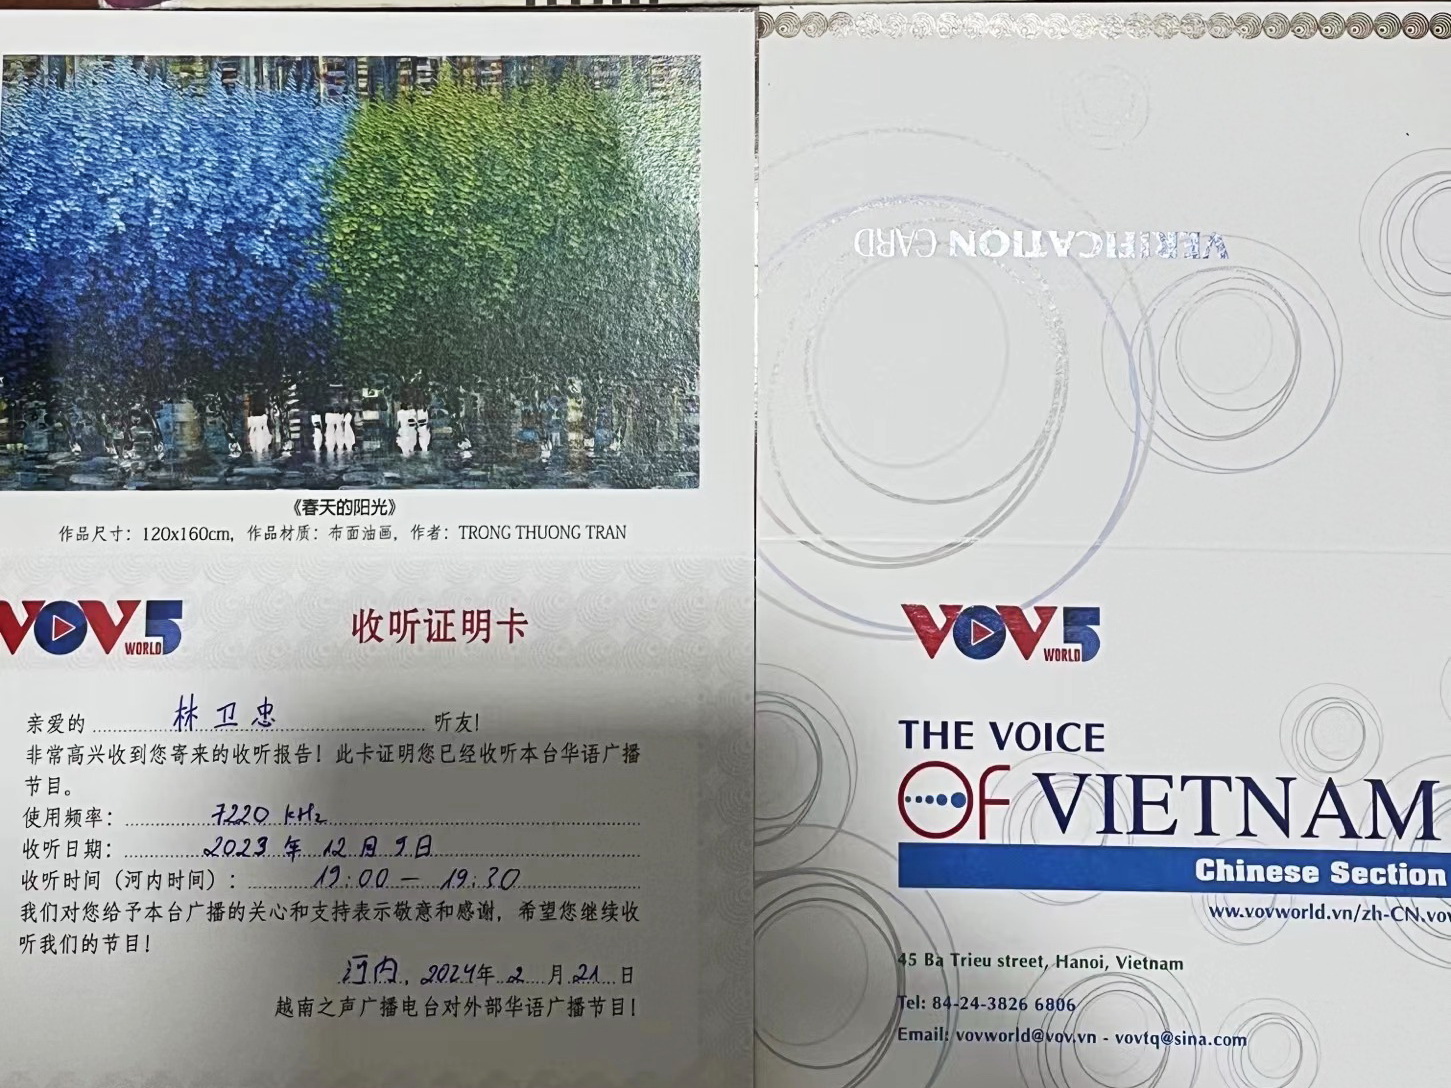 《春天的阳光》
作品尺寸：120x160cm, 作品材质：布面油画, 作者：TRONG THUONG TRAN
VOV5
WORLD
收听证明卡
亲爱的 林卫忠 听友！
非常高兴收到您寄来的收听报告！此卡证明您已经收听本台华语广播
节目。
使用频率： 7220 kHz
收听日期： 2023 年 12 月 9 日
收听时间（河内时间）： 19:00 — 19:30
我们对您给予本台广播的关心和支持表示敬意和感谢，希望您继续收
听我们的节目！
河内, 2024年 2 月 21 日
越南之声广播电台对外部华语广播节目！
VERIFICATION CARD
VOV5
WORLD
THE VOICE
OF VIETNAM
Chinese Section
ww.vovworld.vn/zh-CN.vov
45 Ba Trieu street, Hanoi, Vietnam
Tel: 84-24-3826 6806
Email: vovworld@vov.vn - vovtq@sina.com